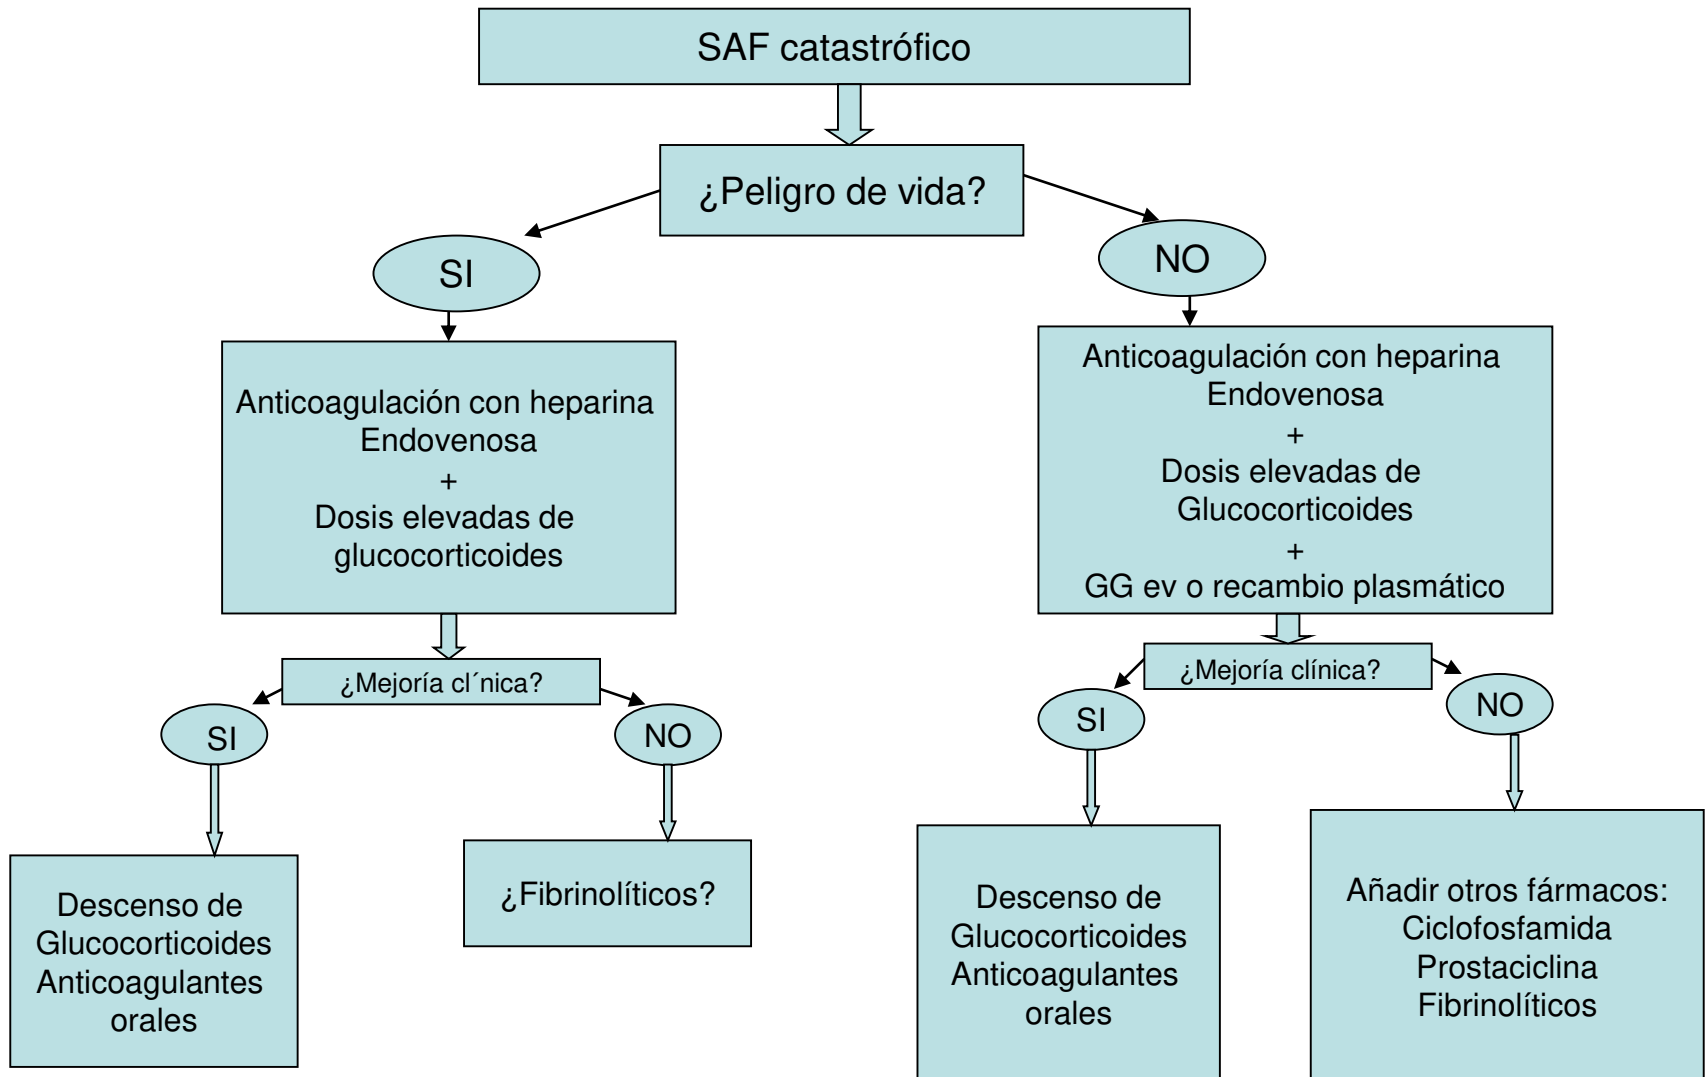 SAF catastrófico
¿Peligro de vida?
SI
NO
Anticoagulación con heparina
Endovenosa
+
Dosis elevadas de
glucocorticoides
Anticoagulación con heparina
Endovenosa
+
Dosis elevadas de
Glucocorticoides
+
GG ev o recambio plasmático
¿Mejoría cl´nica?
¿Mejoría clínica?
SI
NO
SI
NO
Descenso de
Glucocorticoides
Anticoagulantes
orales
¿Fibrinolíticos?
Descenso de
Glucocorticoides
Anticoagulantes
orales
Añadir otros fármacos:
Ciclofosfamida
Prostaciclina
Fibrinolíticos